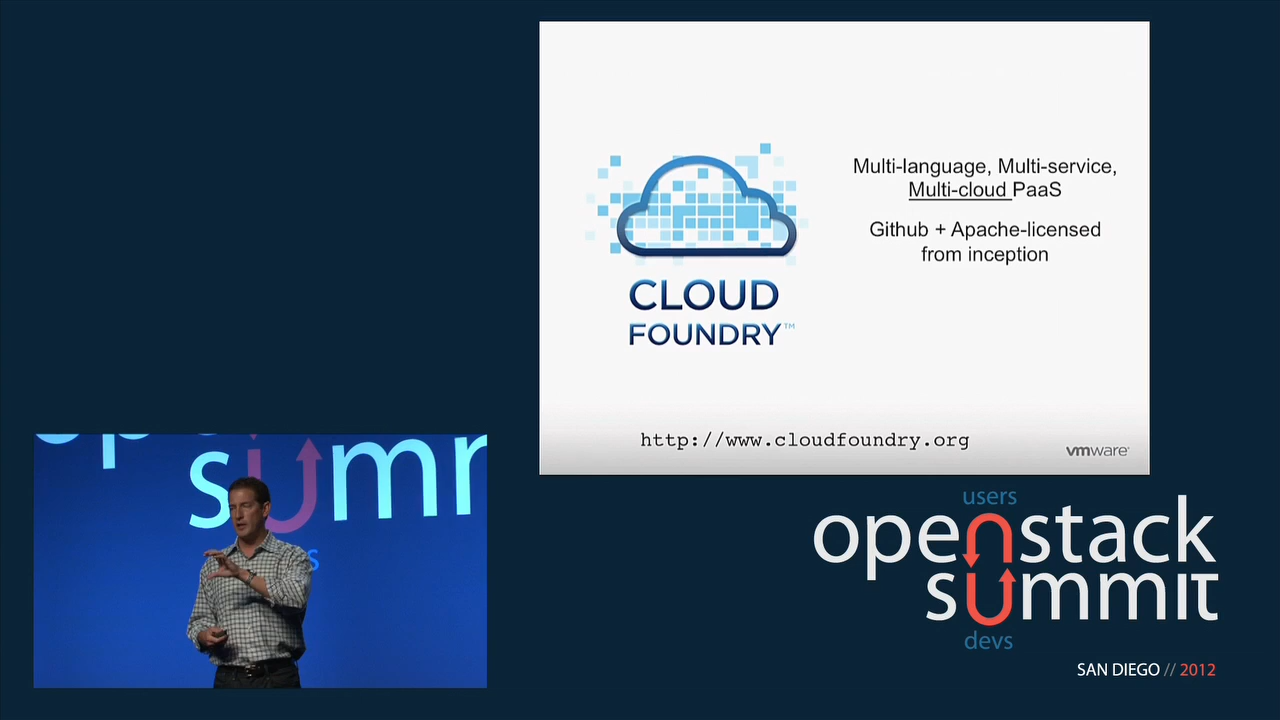 Multi-language, Multi-service,
Multi-cloud PaaS
Github + Apache-licensed
from inception
CLOUD
FOUNDRY™
http://www.cloudfoundry.org
vmware®
summ
users
openstack
summit
devs
SAN DIEGO // 2012